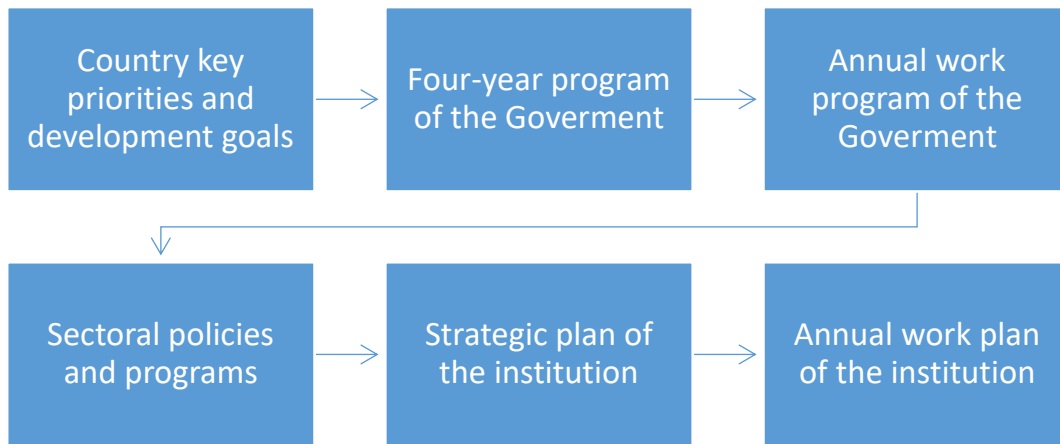 Country key
priorities and
development goals
Four-year program
of the Goverment
Annual work
program of the
Goverment
Sectoral policies
and programs
Strategic plan of
the institution
Annual work plan
of the institution